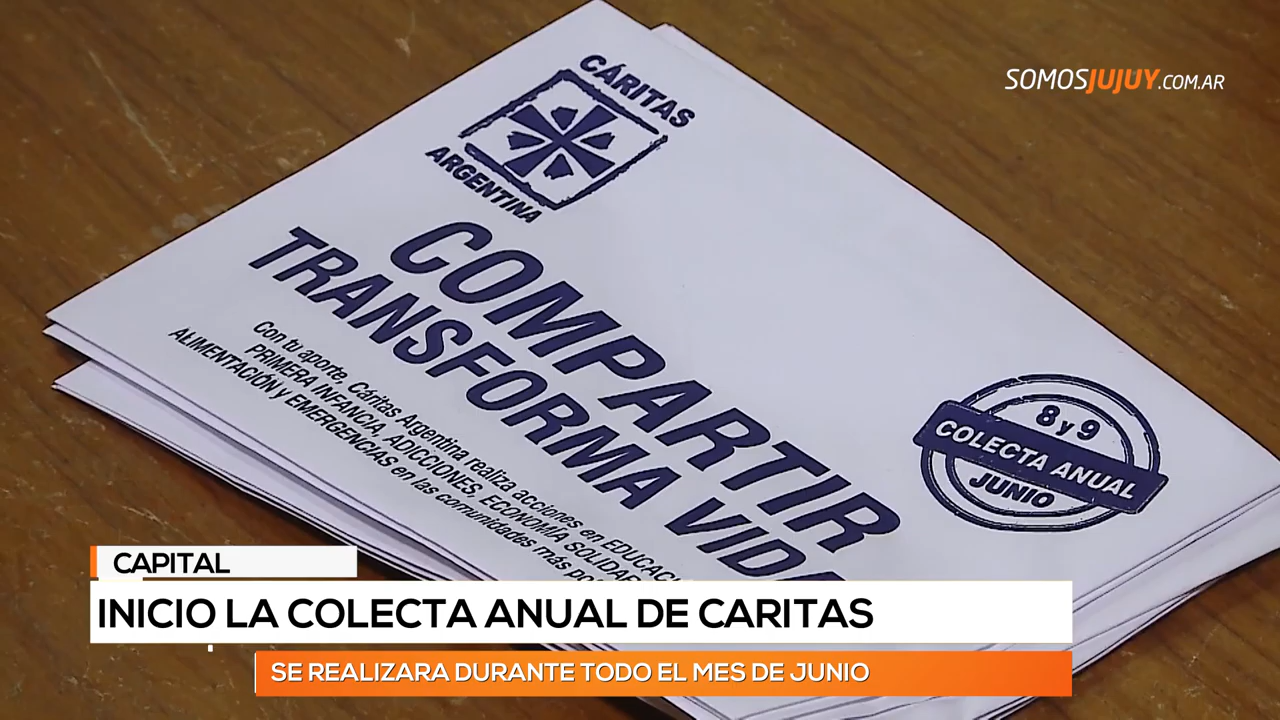 SOMOSJUJUY.COM.AR
CÁRITAS
ARGENTINA
COMPARTIR
TRANSFORMA
Con tu aporte, Cáritas Argentina realiza acciones en
PRIMERA INFANCIA, ADICCIONES, ECONOMÍA
ALIMENTACIÓN y EMERGENCIAS en las comunidades más
8 y 9
COLECTA ANUAL
JUNIO
CAPITAL
INICIO LA COLECTA ANUAL DE CARITAS
SE REALIZARA DURANTE TODO EL MES DE JUNIO